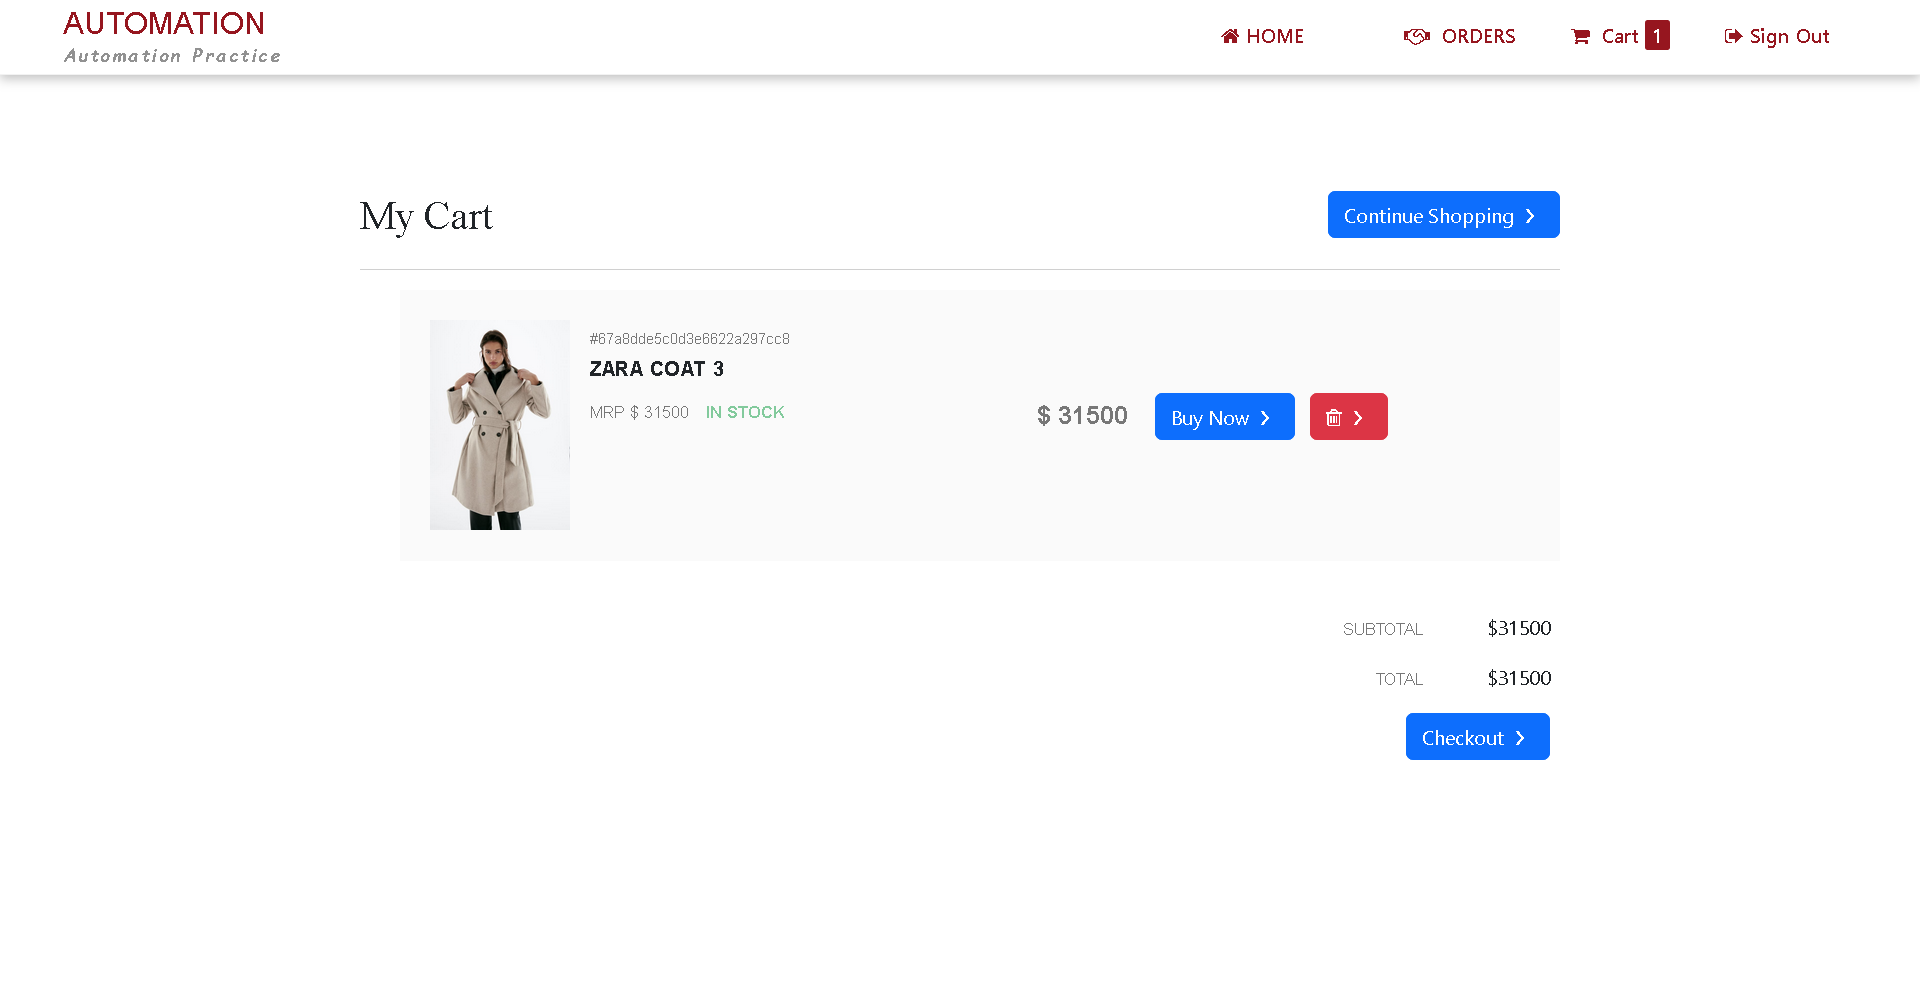 AUTOMATION
Automation Practice
HOME
ORDERS
Cart 1
Sign Out
My Cart
Continue Shopping
#67a8dde5c0d3e6622a297cc8
ZARA COAT 3
MRP $ 31500 IN STOCK
$ 31500
Buy Now
SUBTOTAL $31500
TOTAL $31500
Checkout